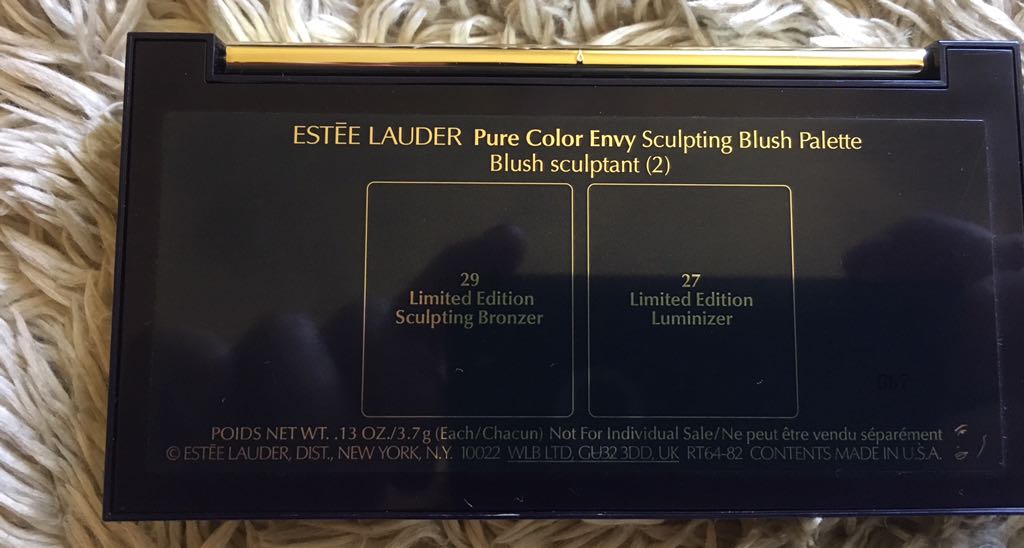 ESTĒE LAUDER Pure Color Envy Sculpting Blush Palette
Blush sculptant (2)
29
Limited Edition
Sculpting Bronzer
27
Limited Edition
Luminizer
POIDS NET WT. .13 OZ./3.7 g (Each/Chacun) Not For Individual Sale/Ne peut être vendu séparément
© ESTĒE LAUDER, DIST., NEW YORK, N.Y. 10022 WLB LTD, GU32 3DD, UK RT64-82 CONTENTS MADE IN U.S.A.